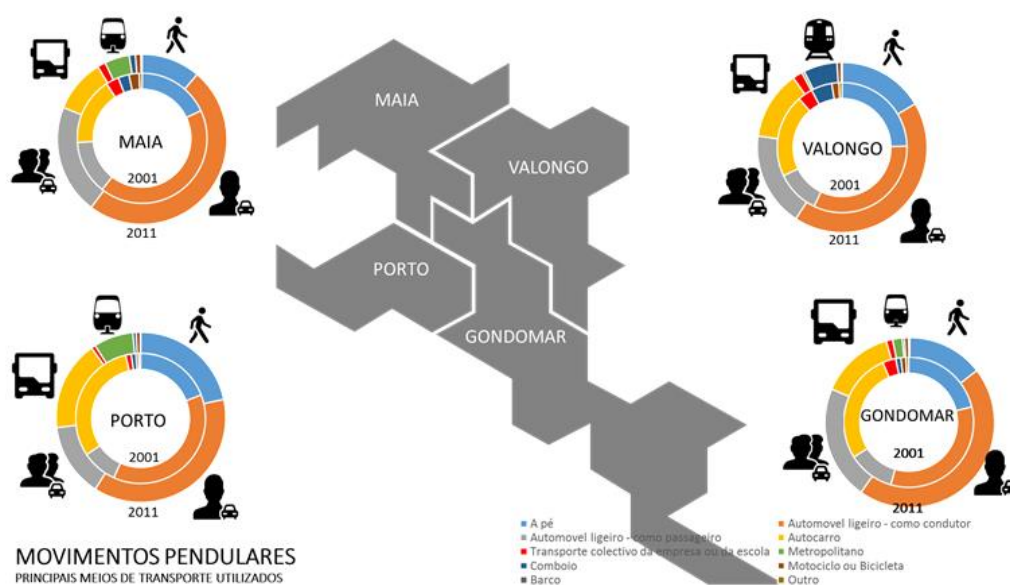 MAIA
2001
2011
MAIA
VALONGO
PORTO
GONDOMAR
VALONGO
2001
2011
PORTO
2001
2011
GONDOMAR
2001
2011
MOVIMENTOS PENDULARES
PRINCIPAIS MEIOS DE TRANSPORTE UTILIZADOS
A pé
Automovel ligeiro - como condutor
Automovel ligeiro - como passageiro
Autocarro
Transporte colectivo da empresa ou da escola
Metropolitano
Comboio
Motociclo ou Bicicleta
Barco
Outro